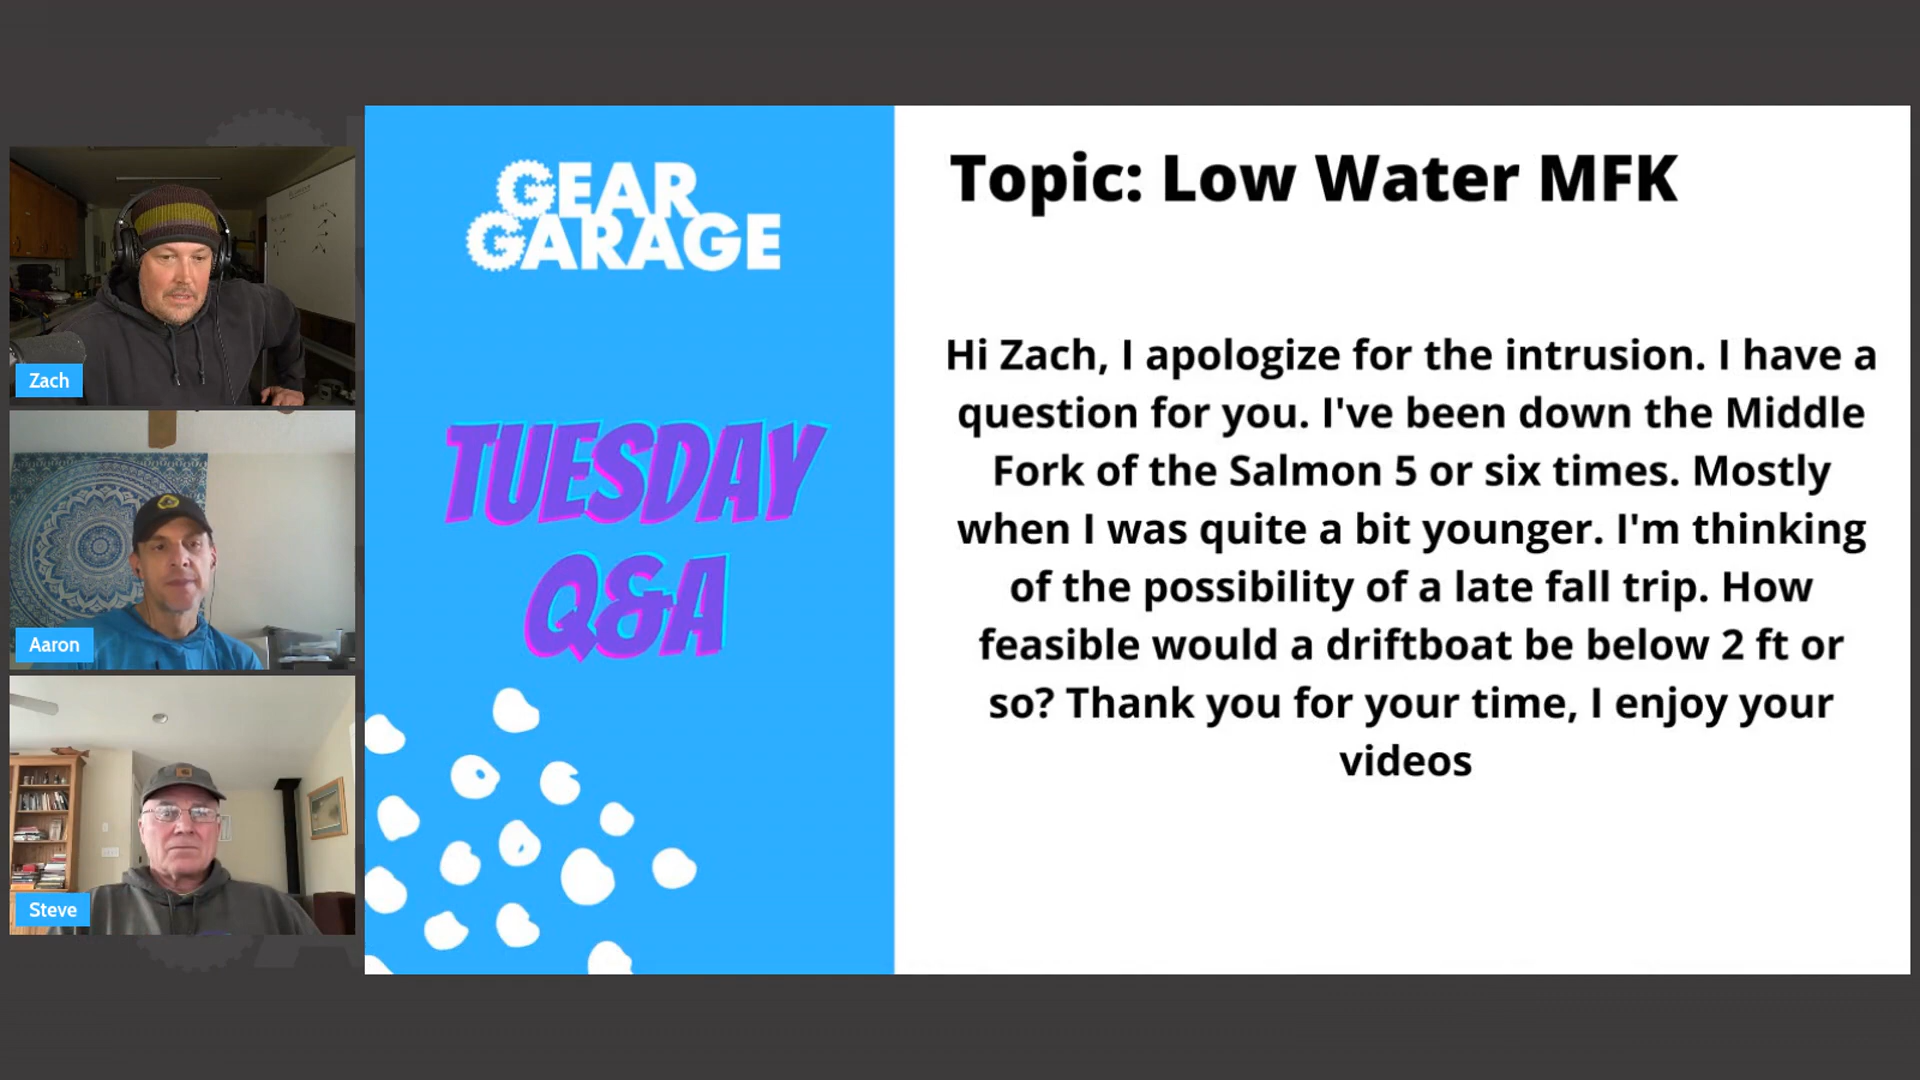 Zach
Aaron
Steve
GEAR
GARAGE
TUESDAY
Q&A
Topic: Low Water MFK
Hi Zach, I apologize for the intrusion. I have a
question for you. I've been down the Middle
Fork of the Salmon 5 or six times. Mostly
when I was quite a bit younger. I'm thinking
of the possibility of a late fall trip. How
feasible would a driftboat be below 2 ft or
so? Thank you for your time, I enjoy your
videos